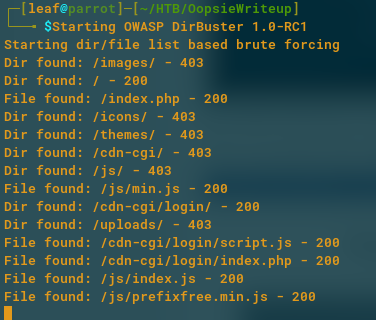 ┌─[leaf@parrot]─[~/HTB/OopsieWriteup]
└──╼ $Starting OWASP DirBuster 1.0-RC1
Starting dir/file list based brute forcing
Dir found: /images/ - 403
Dir found: / - 200
File found: /index.php - 200
Dir found: /icons/ - 403
Dir found: /themes/ - 403
Dir found: /cdn-cgi/ - 403
Dir found: /js/ - 403
File found: /js/min.js - 200
Dir found: /cdn-cgi/login/ - 200
Dir found: /uploads/ - 403
File found: /cdn-cgi/login/script.js - 200
File found: /cdn-cgi/login/index.php - 200
File found: /js/index.js - 200
File found: /js/prefixfree.min.js - 200